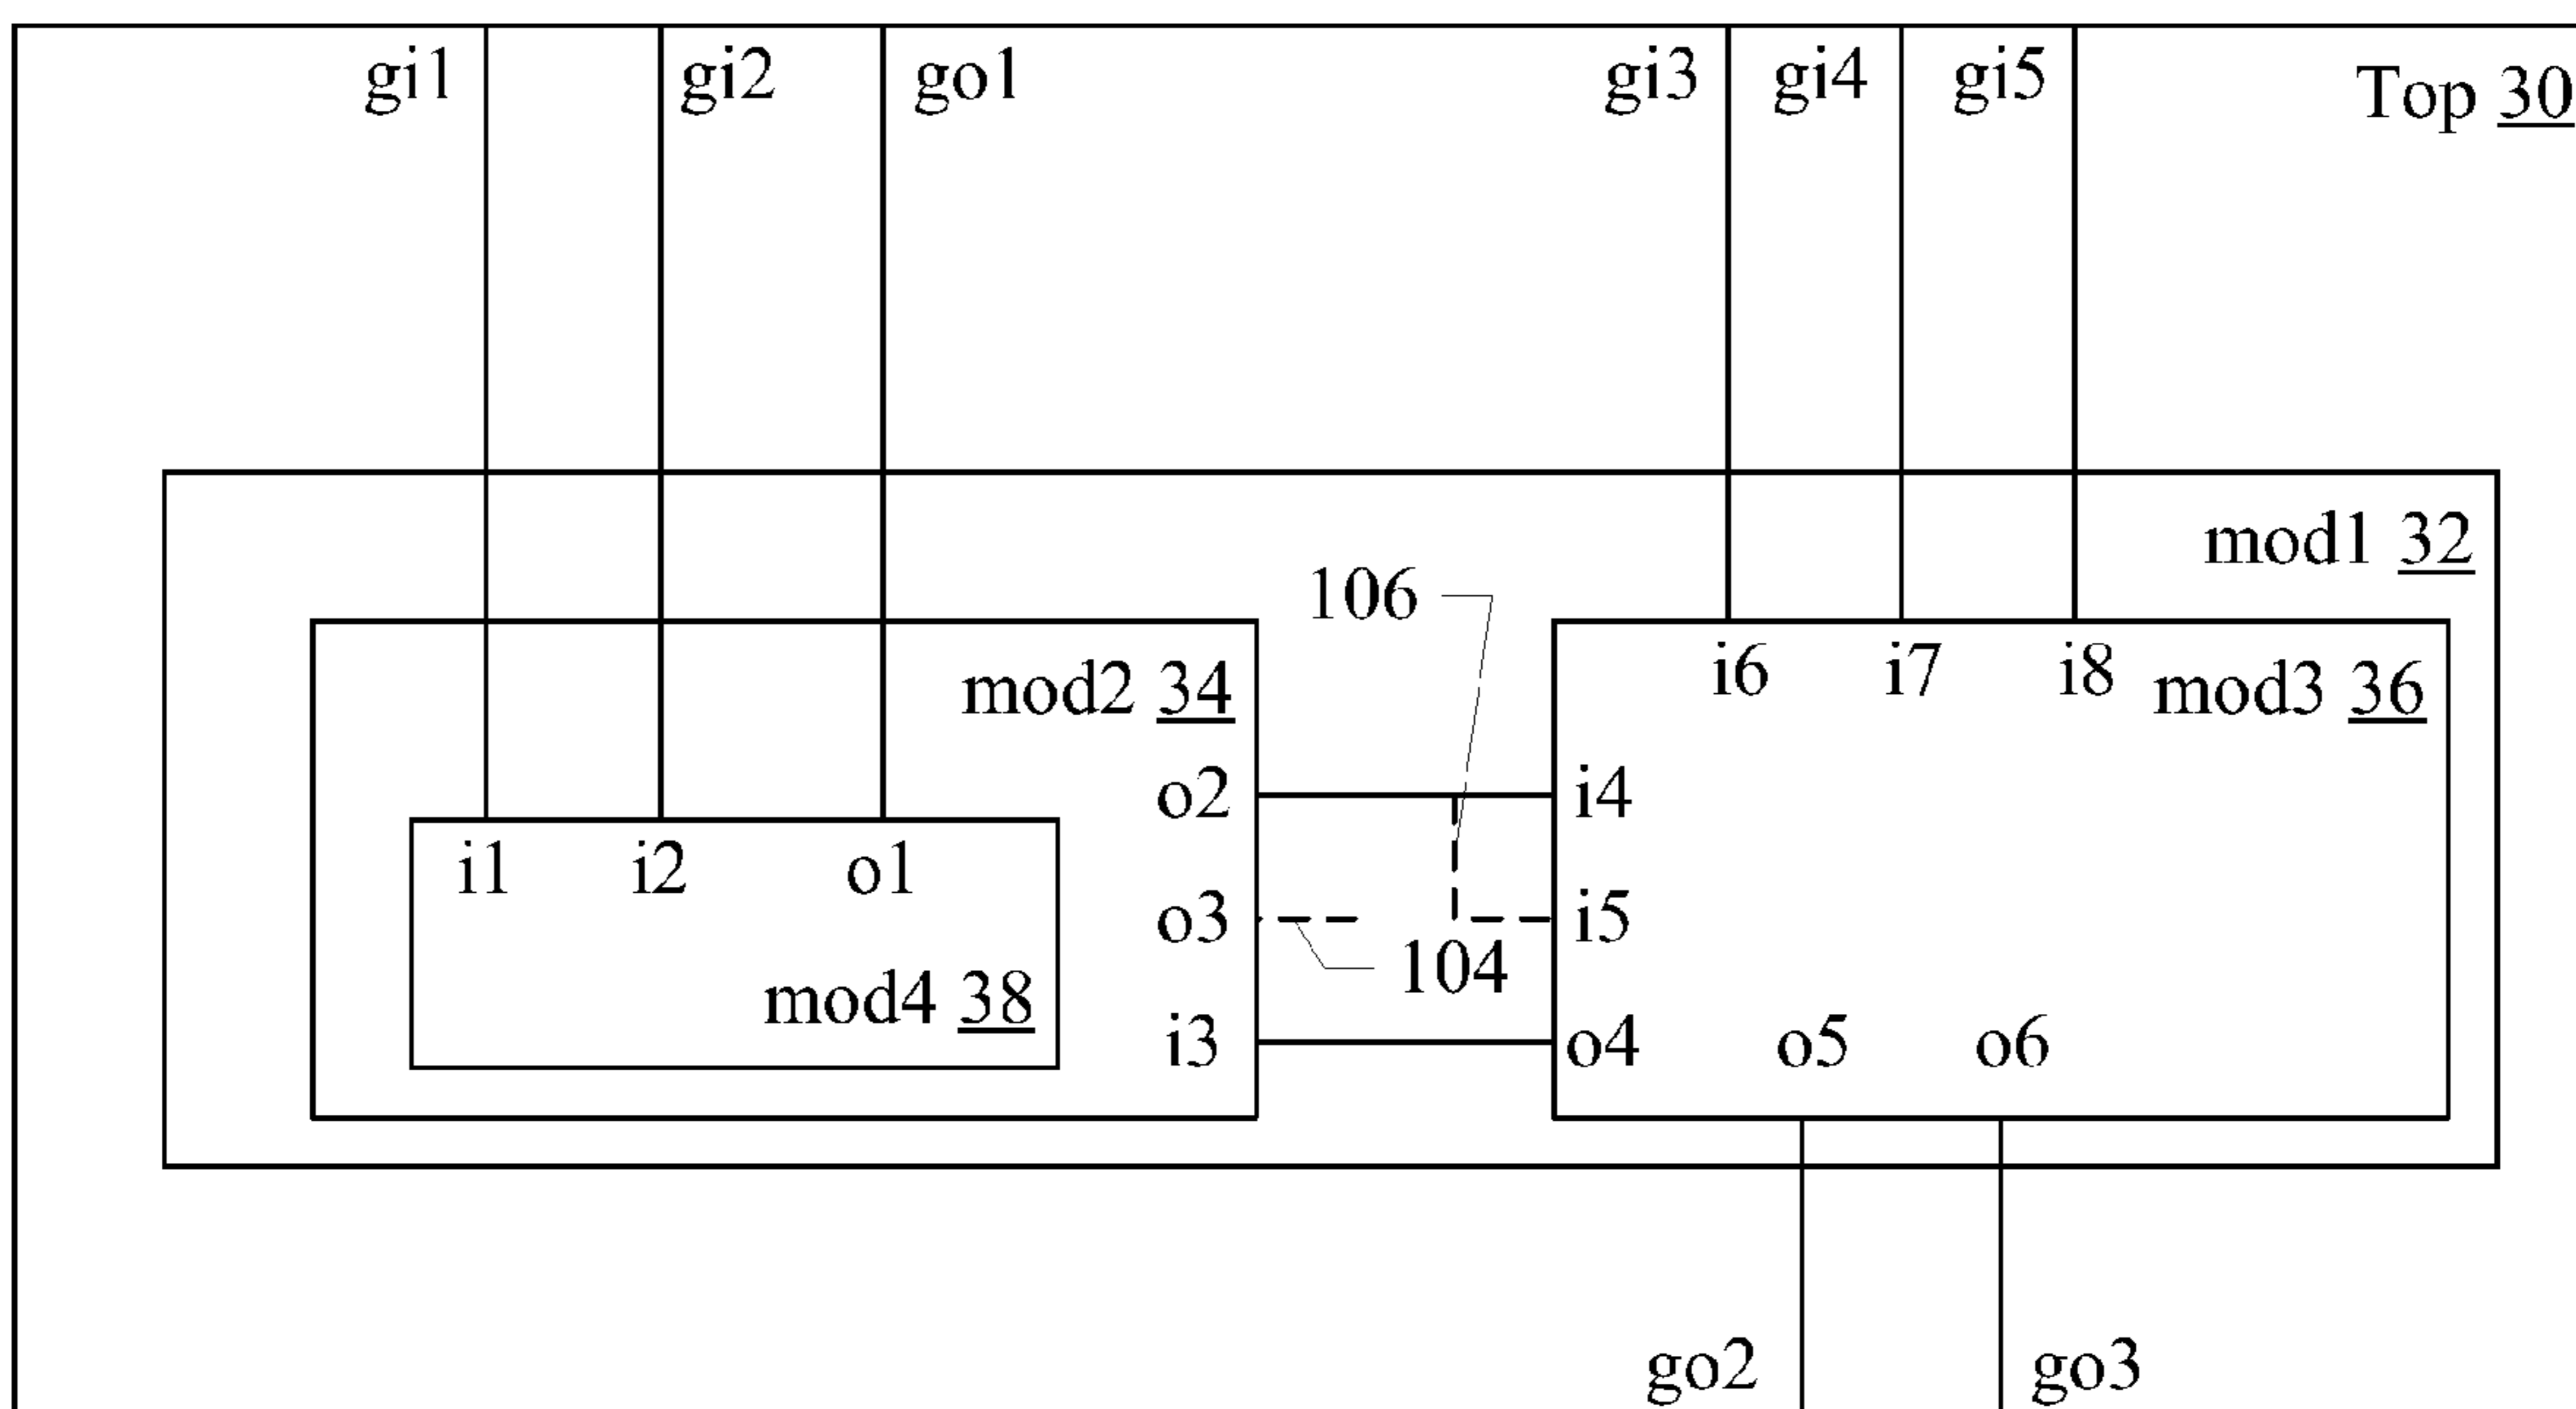 gi1 gi2 go1 gi3 gi4 gi5 Top 30
mod1 32
106
mod2 34 i6 i7 i8 mod3 36
o2 i4
i1 i2 o1
o3 i5
104
mod4 38
i3 o4 o5 o6
go2 go3